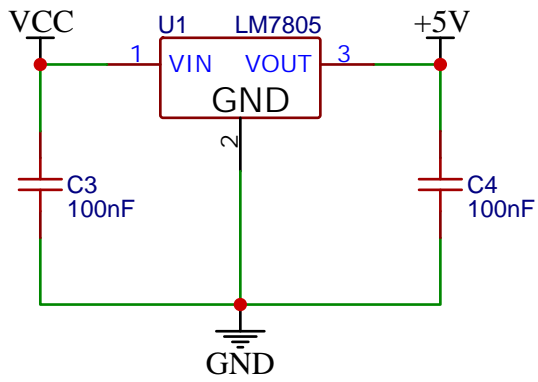 VCC
U1 LM7805
+5V
1 VIN VOUT 3
GND
2
C3
100nF
C4
100nF
GND